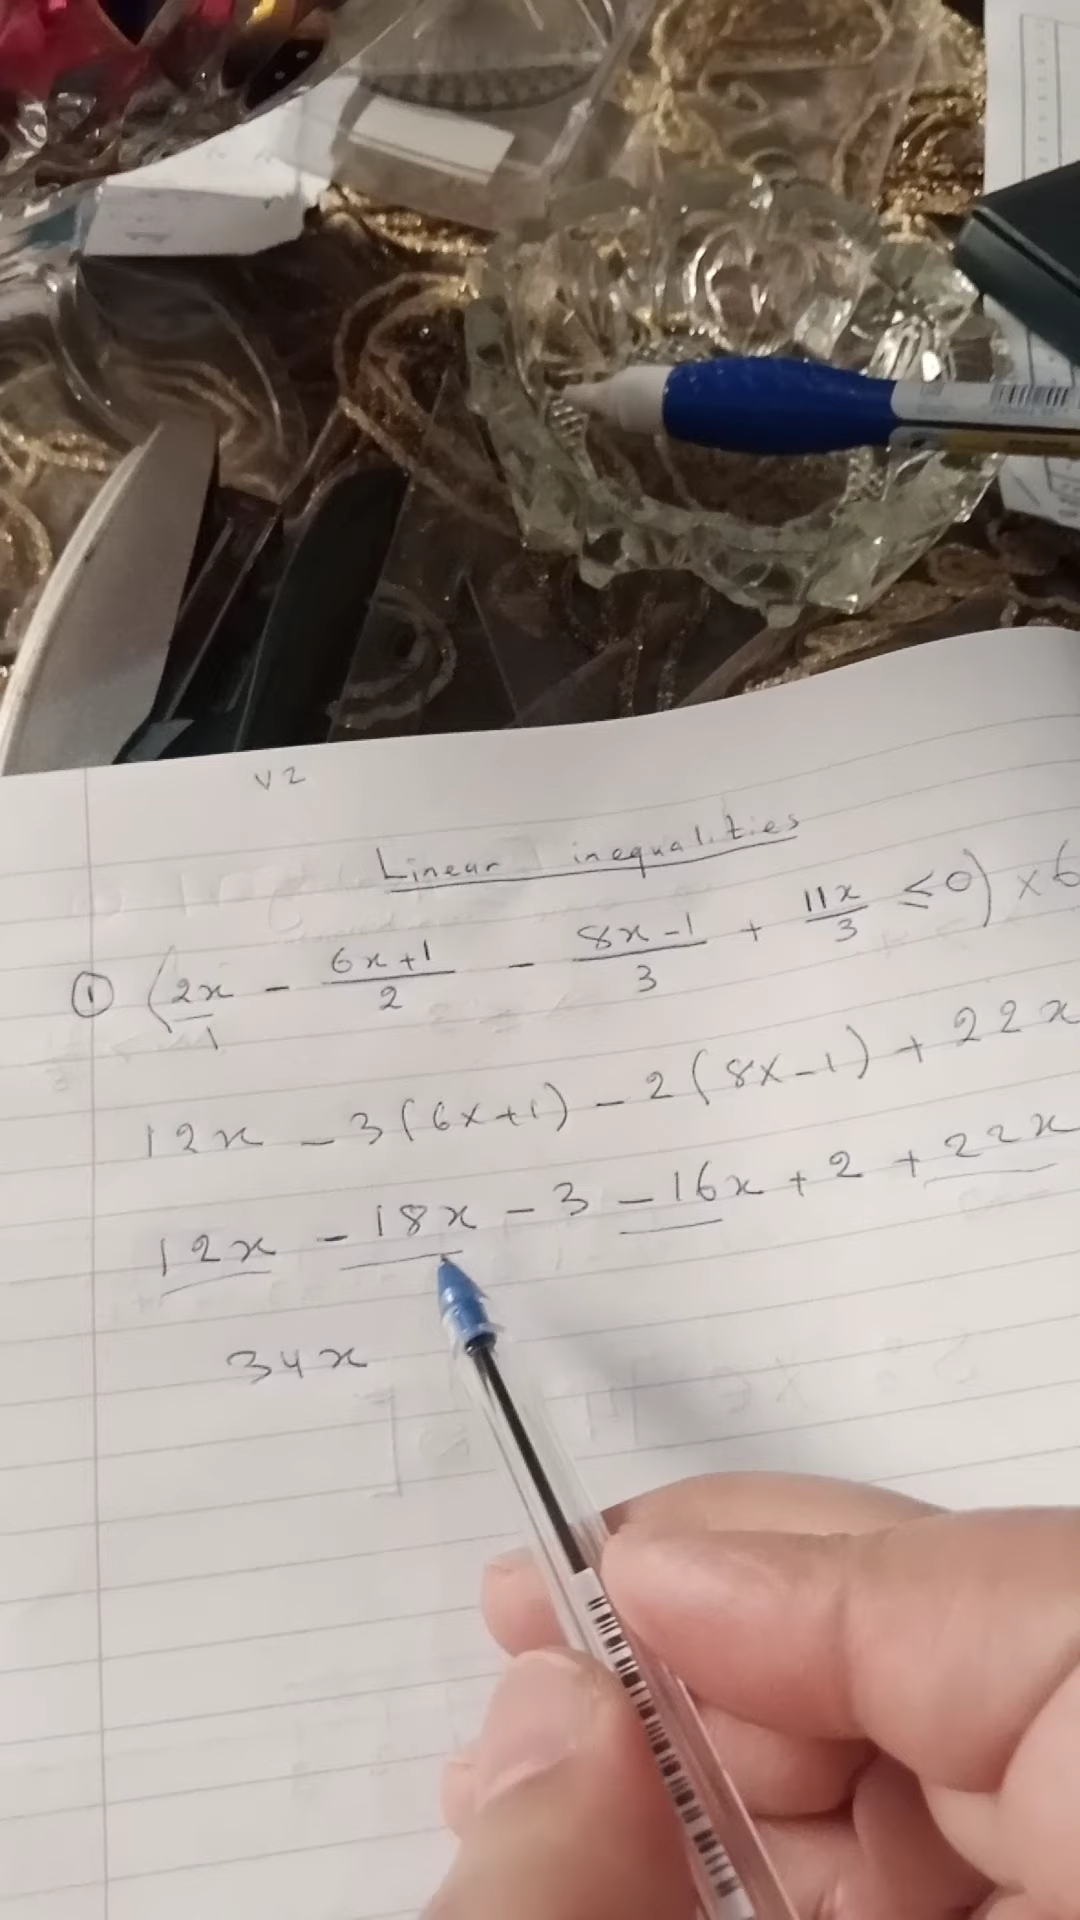 V2
Linear inequalities
① (2x/1 - 6x+1/2 - 8x-1/3 + 11x/3 ≤0) x 6
12x - 3(6x+1) - 2(8x-1) + 22x
12x - 18x - 3 - 16x + 2 + 22x
34x